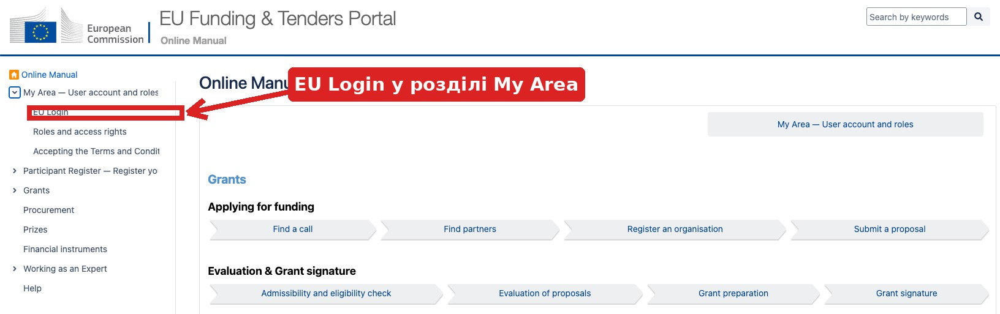 European
Commission
EU Funding & Tenders Portal
Online Manual
Search by keywords
Online Manual
My Area — User account and roles
EU Login
Roles and access rights
Accepting the Terms and Condit
Participant Register — Register yo
Grants
Procurement
Prizes
Financial instruments
Working as an Expert
Help
Online Manu
EU Login у розділі My Area
My Area — User account and roles
Grants
Applying for funding
Find a call
Find partners
Register an organisation
Submit a proposal
Evaluation & Grant signature
Admissibility and eligibility check
Evaluation of proposals
Grant preparation
Grant signature